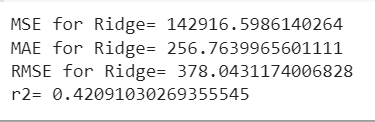 MSE for Ridge= 142916.5986140264
MAE for Ridge= 256.7639965601111
RMSE for Ridge= 378.0431174006828
r2= 0.42091030269355545